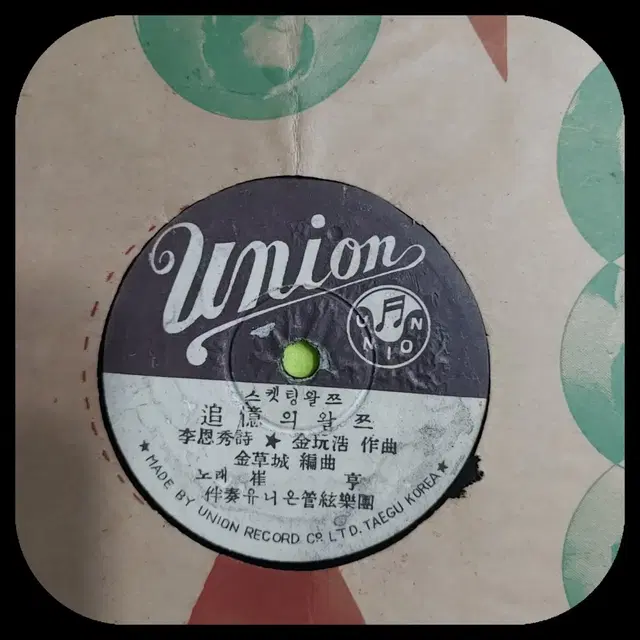 Union
UNION
스켓팅왈쯔
追憶의왈쯔
李恩秀詩 ★ 金玩浩 作曲
金草城 編曲
노래 崔亨
伴奏유니온管絃樂團
★ MADE BY UNION RECORD CO. LTD. TAEGU KOREA ★